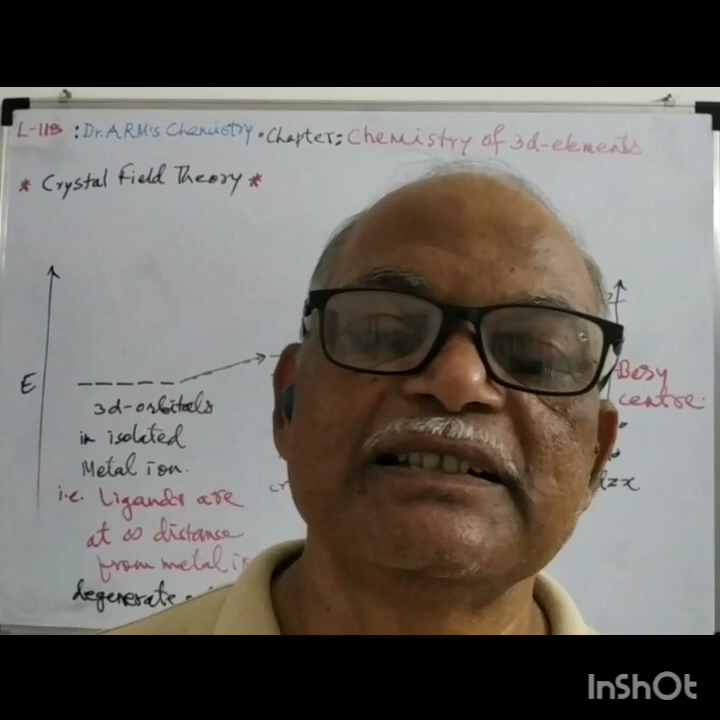 L-118 : Dr. ARM's Chemistry • Chapter: Chemistry of 3d-elements
* Crystal Field Theory *
E
3d-orbitals
in isolated
Metal ion.
i.e. Ligands are
at ∞ distance
from metal
degenerate
Bary
centre
InShOt